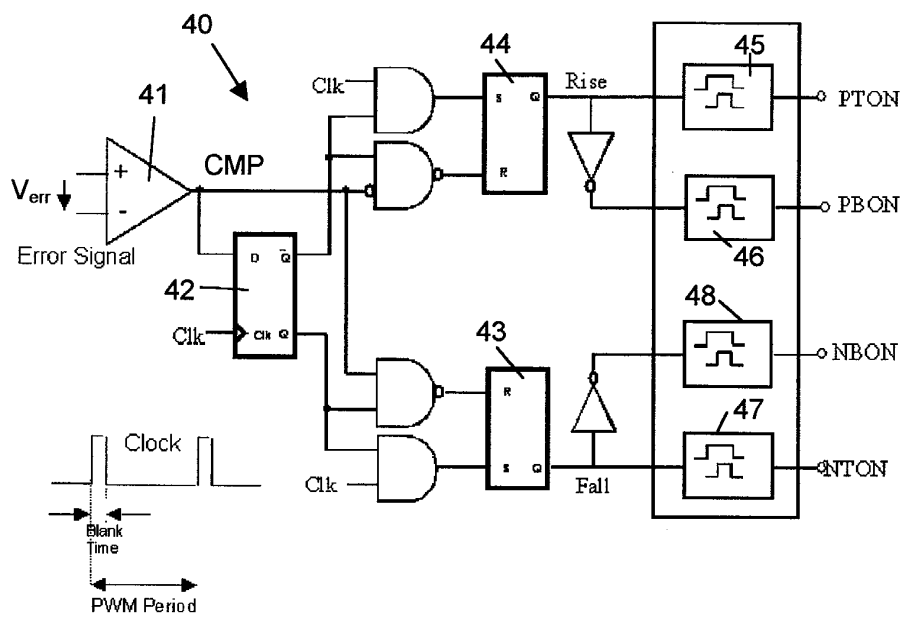 40
44
45
Clk
S
Q
Rise
PTON
41
CMP
+
Verr
-
R
PBON
46
Error Signal
D
Q
42
48
Clk
Clk
Q
43
NBON
R
47
Clock
S
Q
NTON
Clk
Fall
Blank
Time
PWM Period